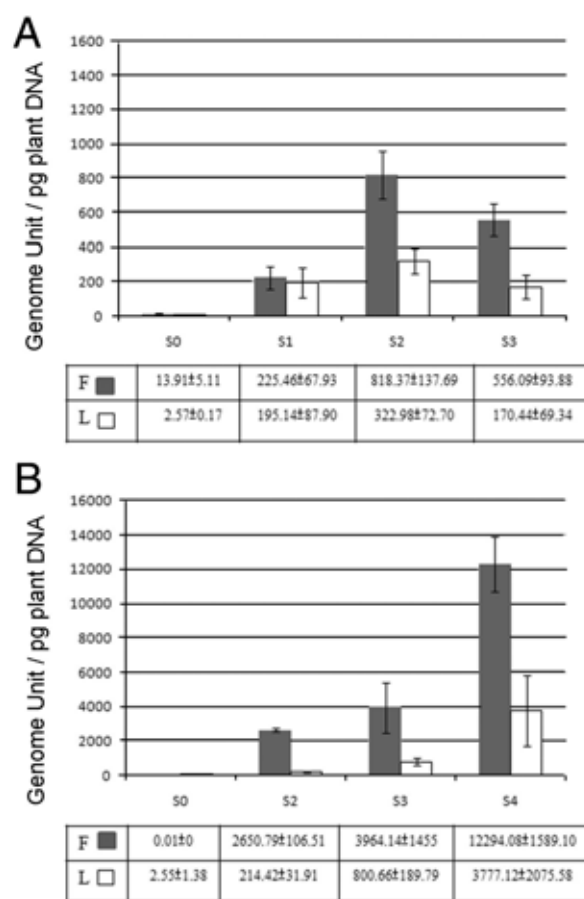 A
Genome Unit / pg plant DNA
1600
1400
1200
1000
800
600
400
200
0
S0 S1 S2 S3
F 13.91±5.11 225.46±67.93 818.37±137.69 556.09±93.88
L 2.57±0.17 195.14±87.90 322.98±72.70 170.44±69.34
B
Genome Unit / pg plant DNA
16000
14000
12000
10000
8000
6000
4000
2000
0
S0 S2 S3 S4
F 0.01±0 2650.79±106.51 3964.14±1455 12294.08±1589.10
L 2.55±1.38 214.42±31.91 800.66±189.79 3777.12±2075.58